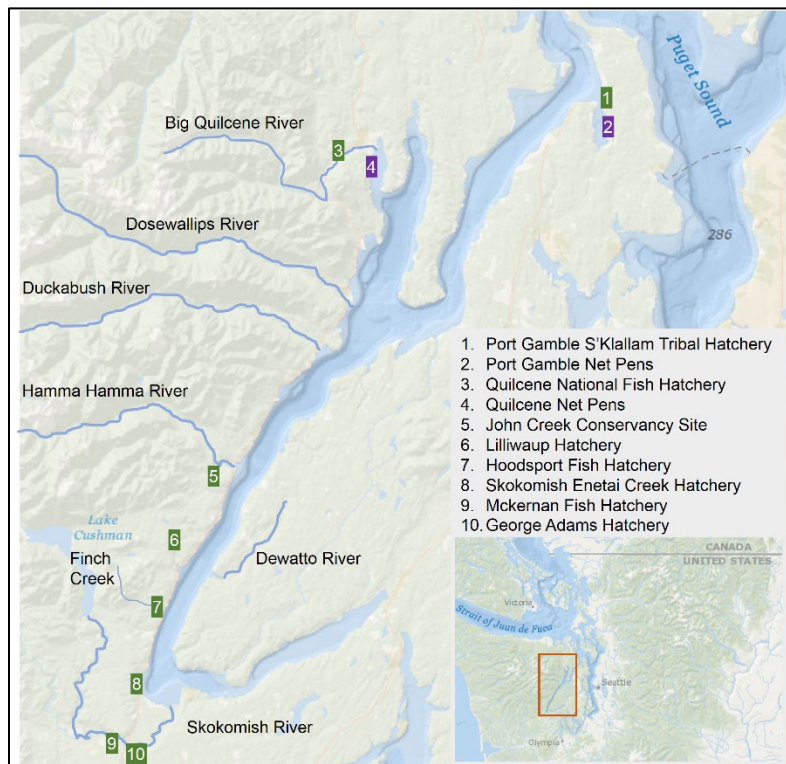 Puget Sound
1
Big Quilcene River
2
3
4
Dosewallips River
286
Duckabush River
1. Port Gamble S'Klallam Tribal Hatchery
2. Port Gamble Net Pens
3. Quilcene National Fish Hatchery
4. Quilcene Net Pens
5. John Creek Conservancy Site
6. Lilliwaup Hatchery
7. Hoodsport Fish Hatchery
8. Skokomish Enetai Creek Hatchery
9. Mckernan Fish Hatchery
10. George Adams Hatchery
Hamma Hamma River
5
Lake
Cushman
6
Finch
Creek
Dewatto River
7
8
Skokomish River
9
10
CANADA
UNITED STATES
Victoria
Strait of Juan de Fuca
Seattle
Olympia